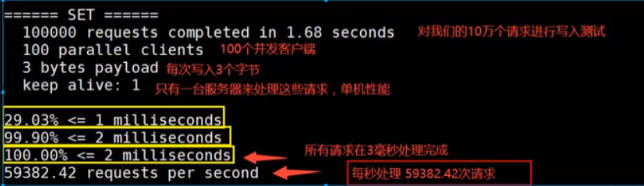 ====== SET ======
100000 requests completed in 1.68 seconds 对我们的10万个请求进行写入测试
100 parallel clients 100个并发客户端
3 bytes payload 每次写入3个字节
keep alive: 1 只有一台服务器来处理这些请求，单机性能
29.03% <= 1 milliseconds
99.90% <= 2 milliseconds
100.00% <= 2 milliseconds 所有请求在3毫秒处理完成
59382.42 requests per second 每秒处理 59382.42次请求